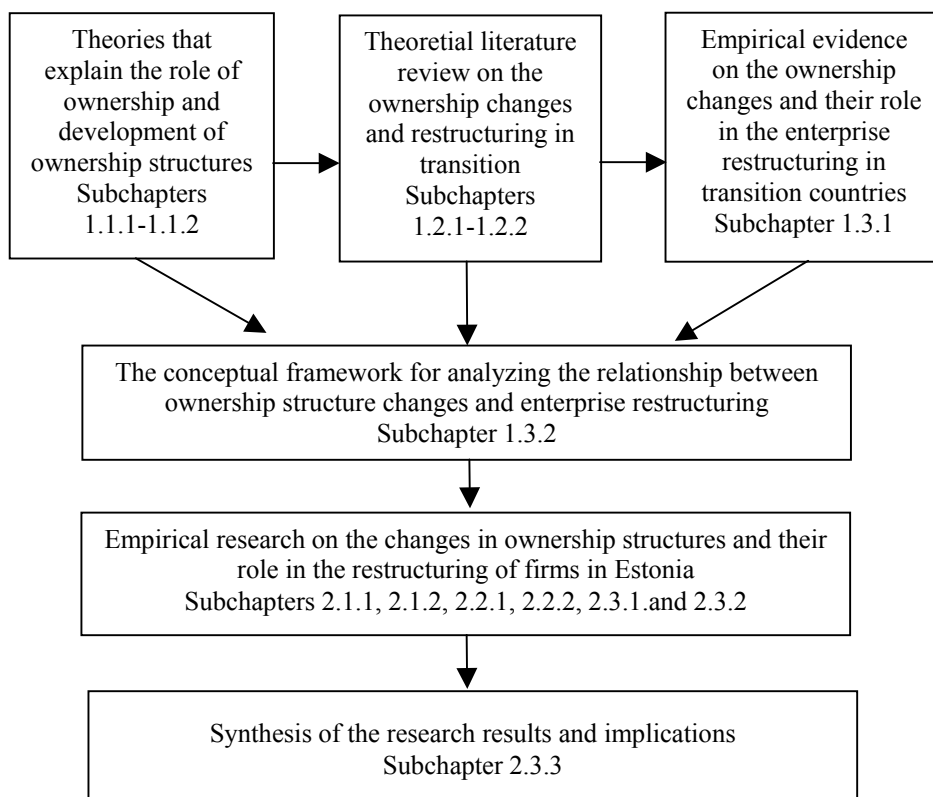 Theories that
explain the role of
ownership and
development of
ownership structures
Subchapters
1.1.1-1.1.2
Theoretial literature
review on the
ownership changes
and restructuring in
transition
Subchapters
1.2.1-1.2.2
Empirical evidence
on the ownership
changes and their role
in the enterprise
restructuring in
transition countries
Subchapter 1.3.1
The conceptual framework for analyzing the relationship between
ownership structure changes and enterprise restructuring
Subchapter 1.3.2
Empirical research on the changes in ownership structures and their
role in the restructuring of firms in Estonia
Subchapters 2.1.1, 2.1.2, 2.2.1, 2.2.2, 2.3.1.and 2.3.2
Synthesis of the research results and implications
Subchapter 2.3.3